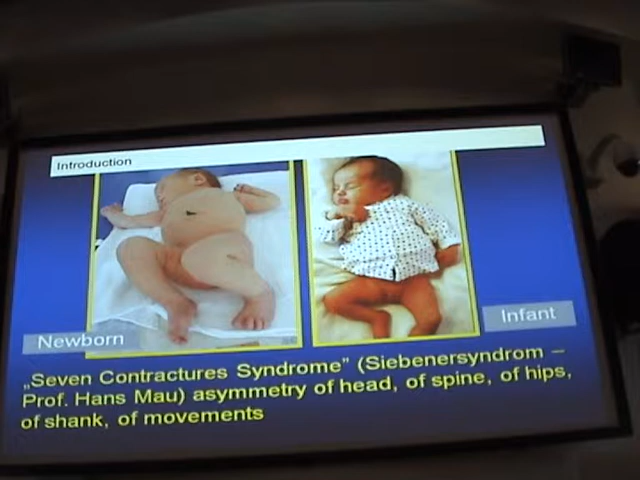 Introduction
Newborn
Infant
„Seven Contractures Syndrome” (Siebenersyndrom –
Prof. Hans Mau) asymmetry of head, of spine, of hips,
of shank, of movements